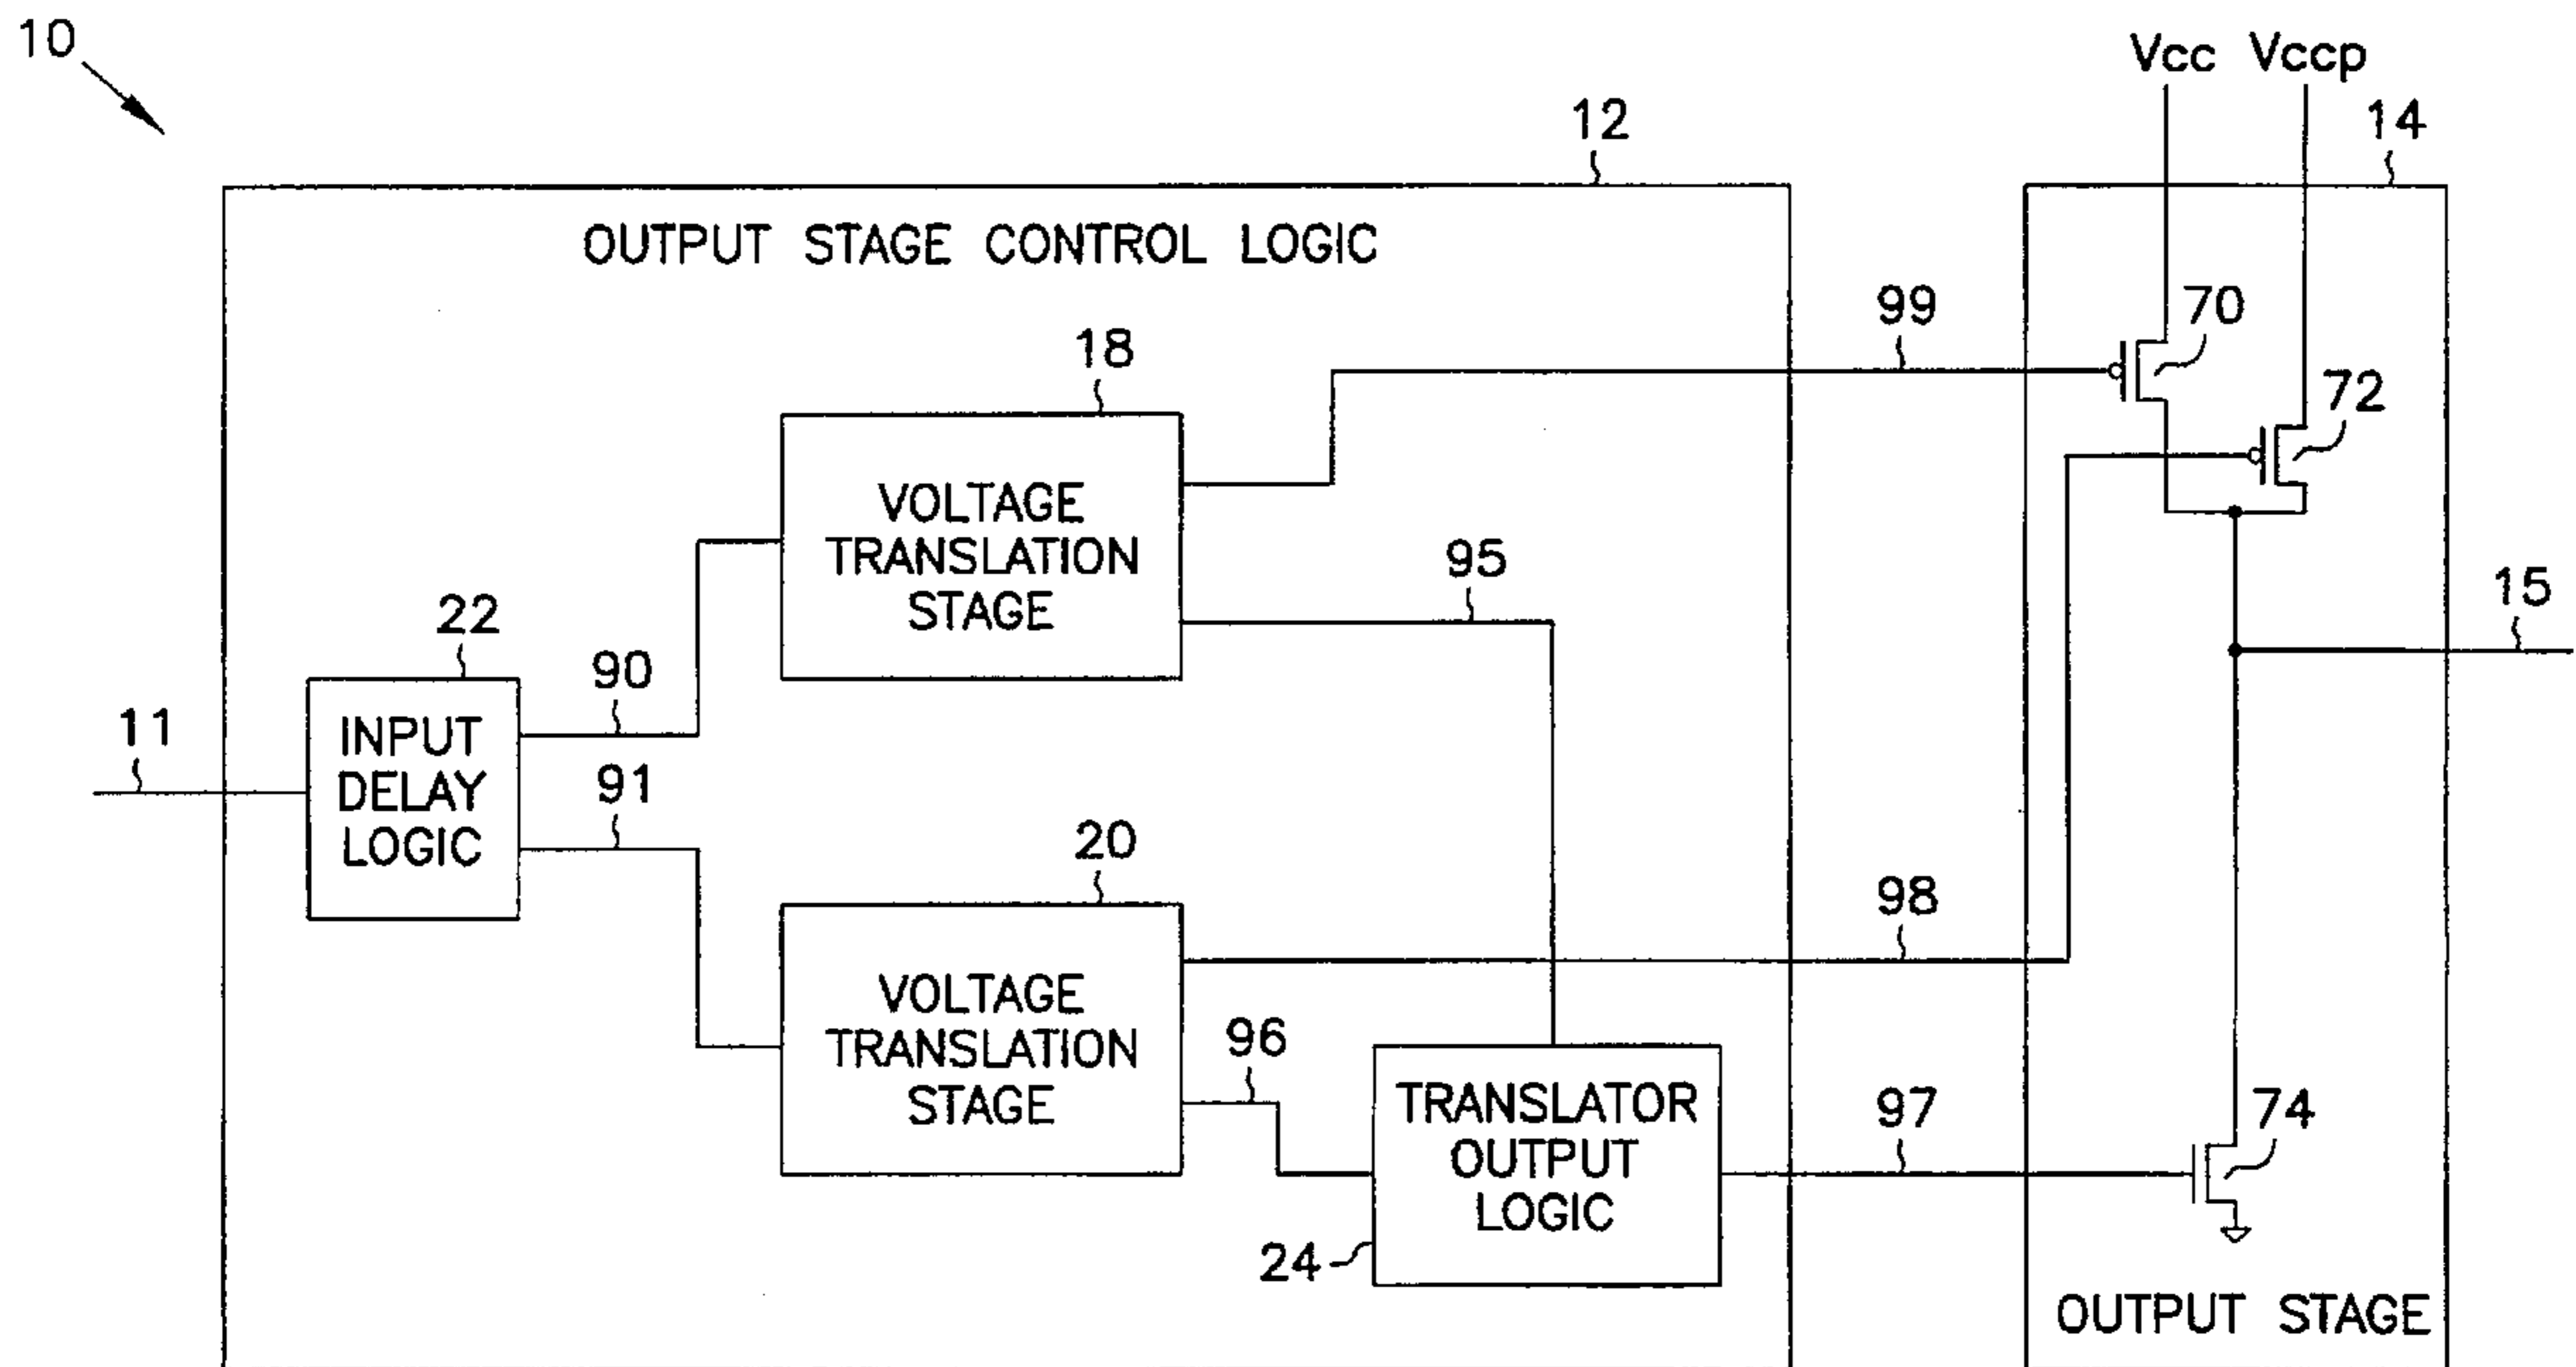 10
Vcc Vccp
12
14
OUTPUT STAGE CONTROL LOGIC
99
70
18
72
VOLTAGE
TRANSLATION
STAGE
95
15
22
90
11
INPUT
DELAY
LOGIC
91
20
98
VOLTAGE
TRANSLATION
STAGE
96
TRANSLATOR
OUTPUT
LOGIC
97
74
24
OUTPUT STAGE